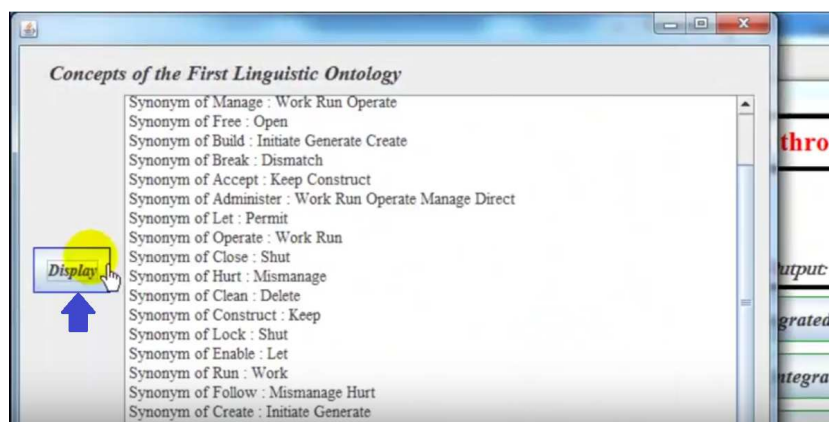 Concepts of the First Linguistic Ontology
Synonym of Manage : Work Run Operate
Synonym of Free : Open
Synonym of Build : Initiate Generate Create
Synonym of Break : Dismatch
Synonym of Accept : Keep Construct
Synonym of Administer : Work Run Operate Manage Direct
Synonym of Let : Permit
Synonym of Operate : Work Run
Synonym of Close : Shut
Synonym of Hurt : Mismanage
Synonym of Clean : Delete
Synonym of Construct : Keep
Synonym of Lock : Shut
Synonym of Enable : Let
Synonym of Run : Work
Synonym of Follow : Mismanage Hurt
Synonym of Create : Initiate Generate
Display
thro
utput:
grated
ntegra